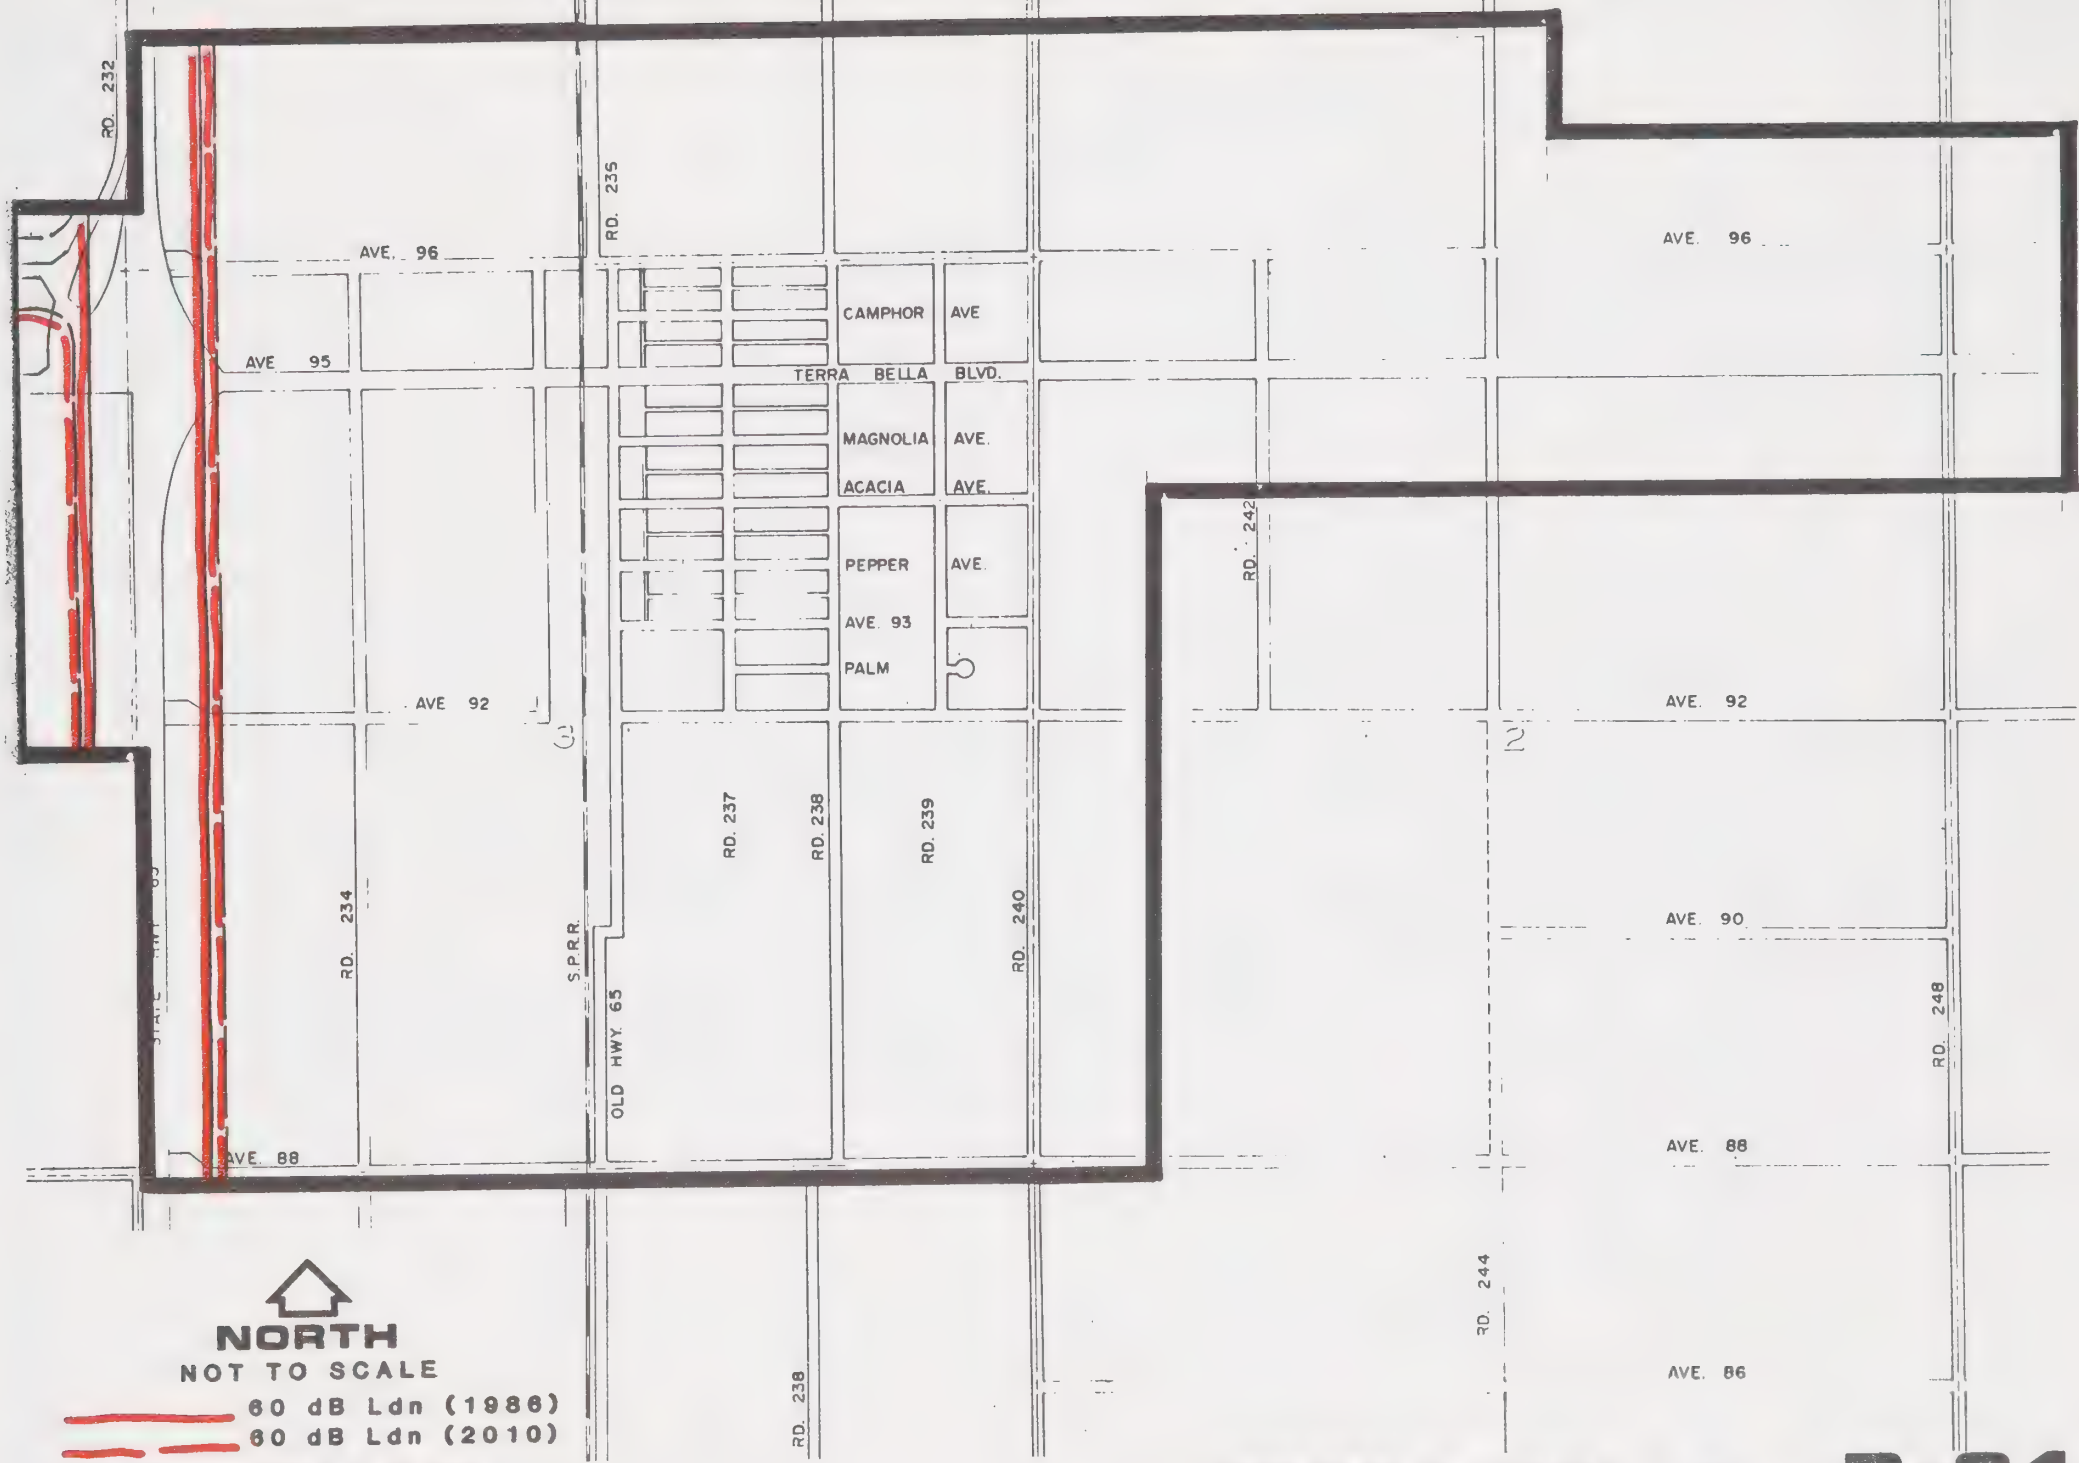 RD. 232
RD. 235
AVE. 96
AVE. 96
CAMPHOR AVE
AVE 95
TERRA BELLA BLVD.
MAGNOLIA AVE.
ACACIA AVE.
RD. 242
PEPPER AVE.
AVE. 93
PALM
AVE 92
AVE. 92
RD. 237
RD. 238
RD. 239
STATE HWY 65
RD. 234
S.P.R.R.
OLD HWY. 65
RD. 240
AVE. 90
RD. 248
AVE. 88
AVE. 88
RD. 244
AVE. 86
RD. 238
NORTH
NOT TO SCALE
60 dB Ldn (1986)
60 dB Ldn (2010)